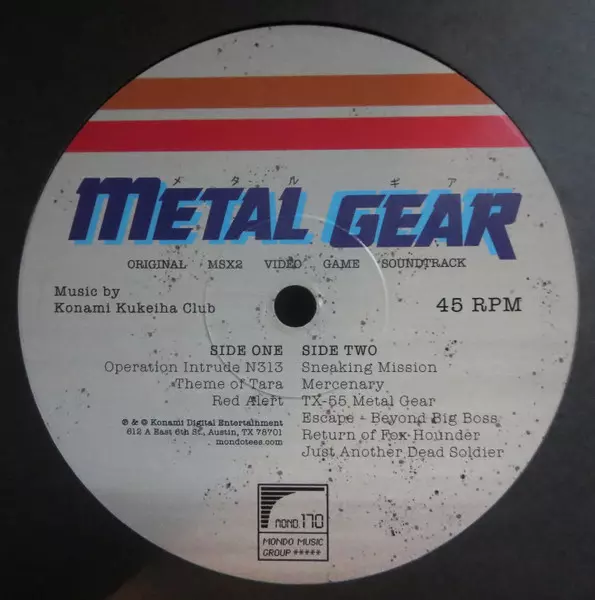 メタル ギア
METAL GEAR
ORIGINAL MSX2 VIDEO GAME SOUNDTRACK
Music by
Konami Kukeiha Club
45 RPM
SIDE ONE
Operation Intrude N313
Theme of Tara
Red Alert
℗ & © Konami Digital Entertainment
612 A East 6th St., Austin, TX 78701
mondotees.com
SIDE TWO
Sneaking Mission
Mercenary
TX-55 Metal Gear
Escape - Beyond Big Boss
Return of Fox Hounder
Just Another Dead Soldier
MOND.170
MONDO MUSIC
GROUP *****